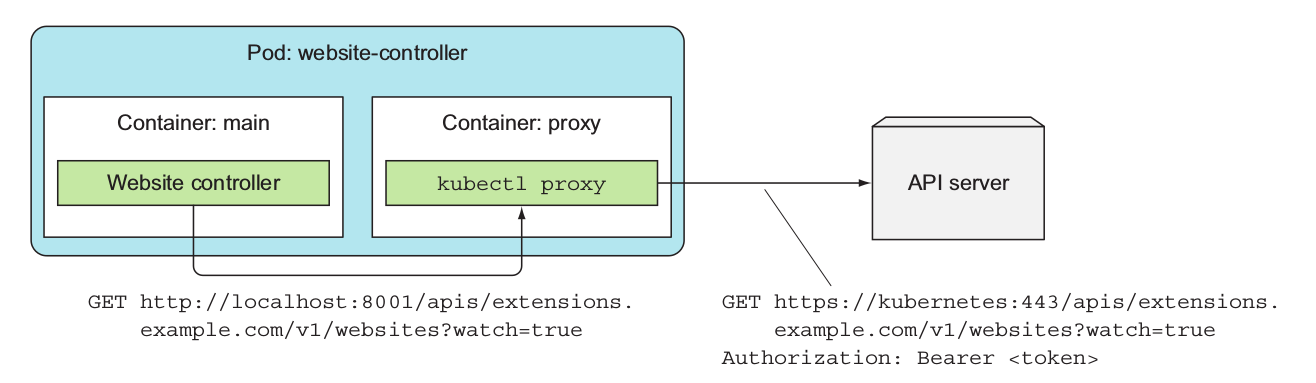 Pod: website-controller
Container: main
Container: proxy
Website controller
kubectl proxy
API server
GET http://localhost:8001/apis/extensions.
example.com/v1/websites?watch=true
GET https://kubernetes:443/apis/extensions.
example.com/v1/websites?watch=true
Authorization: Bearer <token>